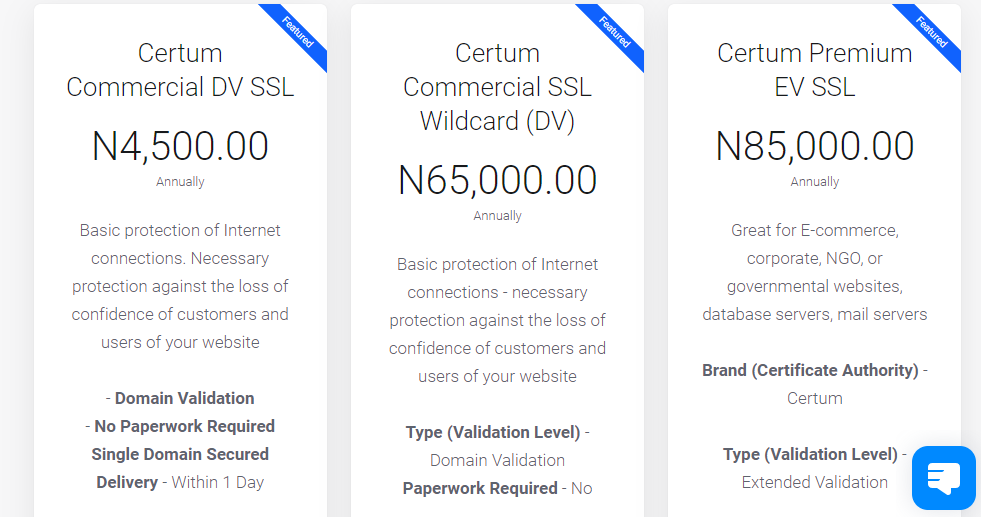 Featured
Certum
Commercial DV SSL
N4,500.00
Annually
Basic protection of Internet
connections. Necessary
protection against the loss of
confidence of customers and
users of your website
- Domain Validation
- No Paperwork Required
Single Domain Secured
Delivery - Within 1 Day
Featured
Certum
Commercial SSL
Wildcard (DV)
N65,000.00
Annually
Basic protection of Internet
connections - necessary
protection against the loss of
confidence of customers and
users of your website
Type (Validation Level) -
Domain Validation
Paperwork Required - No
Featured
Certum Premium
EV SSL
N85,000.00
Annually
Great for E-commerce,
corporate, NGO, or
governmental websites,
database servers, mail servers
Brand (Certificate Authority) -
Certum
Type (Validation Level) -
Extended Validation